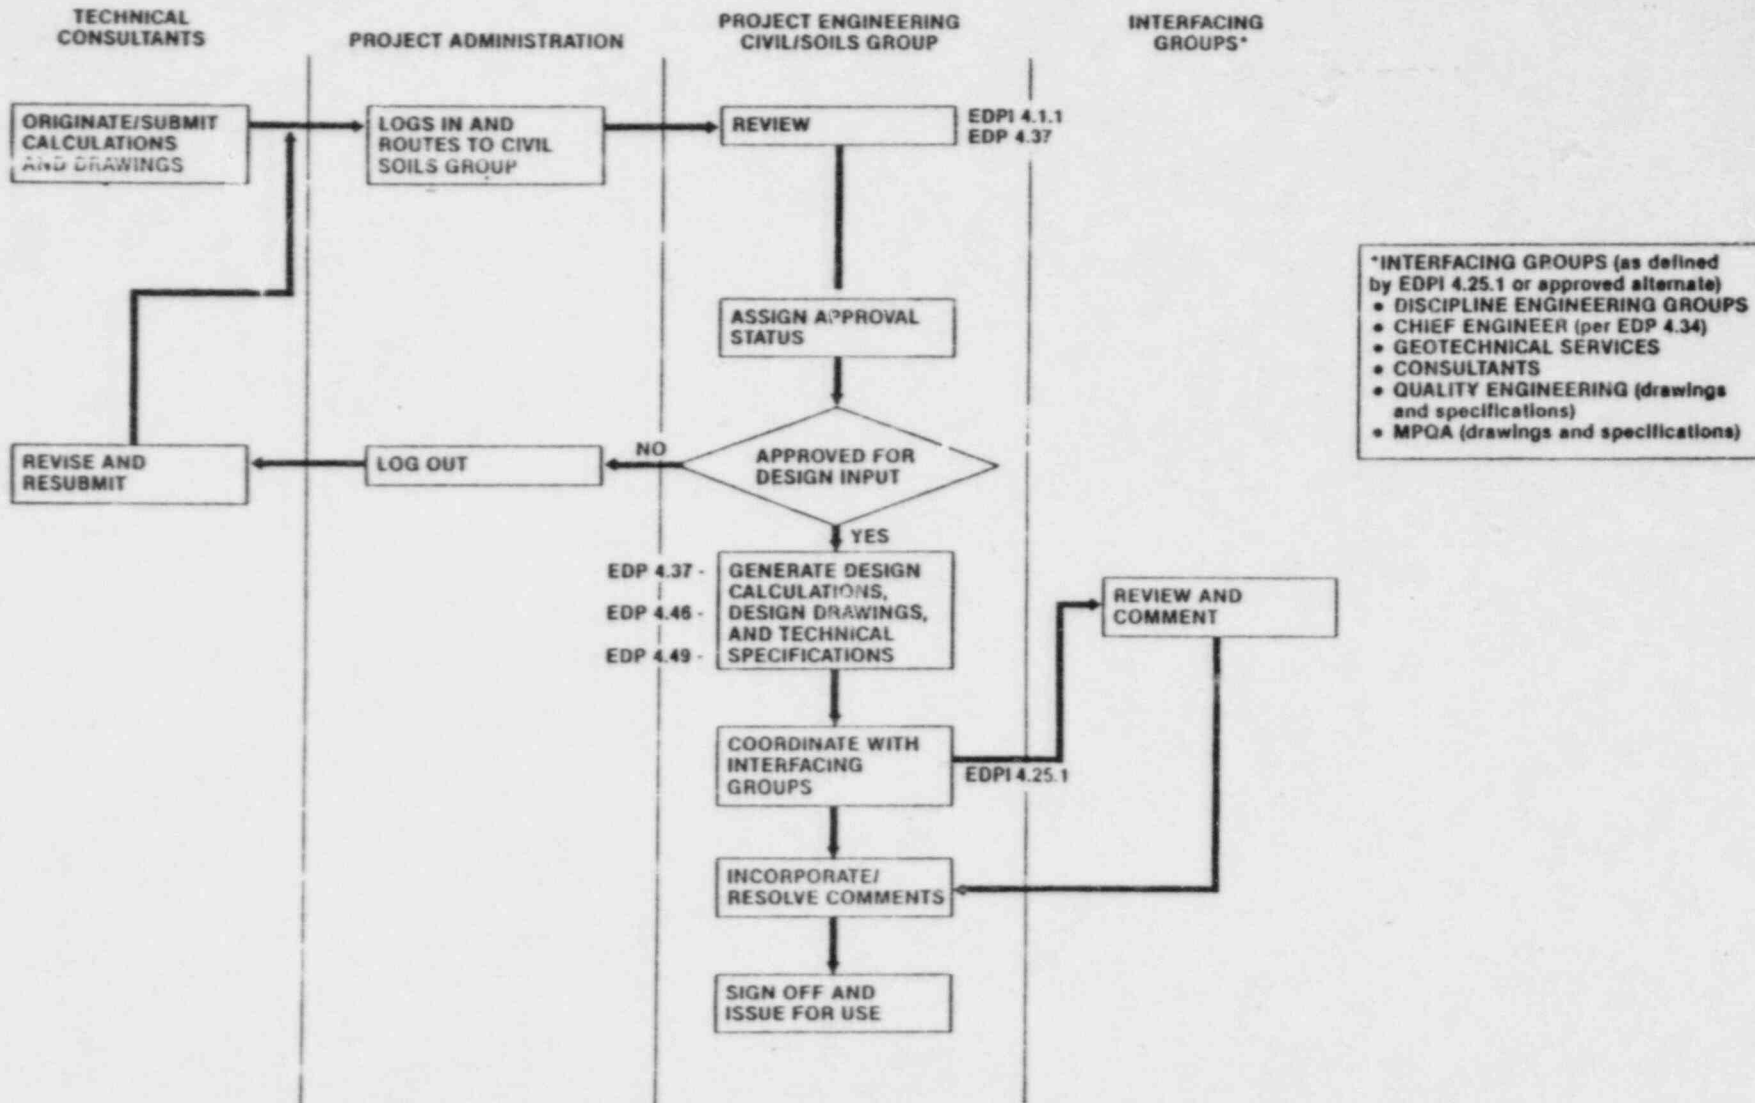 TECHNICAL
CONSULTANTS
PROJECT ADMINISTRATION
PROJECT ENGINEERING
CIVIL/SOILS GROUP
INTERFACING
GROUPS*
ORIGINATE/SUBMIT
CALCULATIONS
AND DRAWINGS
LOGS IN AND
ROUTES TO CIVIL
SOILS GROUP
REVIEW
EDPI 4.1.1
EDP 4.37
*INTERFACING GROUPS (as defined
by EDPI 4.25.1 or approved alternate)
• DISCIPLINE ENGINEERING GROUPS
• CHIEF ENGINEER (per EDP 4.34)
• GEOTECHNICAL SERVICES
• CONSULTANTS
• QUALITY ENGINEERING (drawings
and specifications)
• MPQA (drawings and specifications)
ASSIGN APPROVAL
STATUS
REVISE AND
RESUBMIT
LOG OUT
NO
APPROVED FOR
DESIGN INPUT
YES
EDP 4.37 -
EDP 4.46 -
EDP 4.49 -
GENERATE DESIGN
CALCULATIONS,
DESIGN DRAWINGS,
AND TECHNICAL
SPECIFICATIONS
REVIEW AND
COMMENT
COORDINATE WITH
INTERFACING
GROUPS
EDPI 4.25.1
INCORPORATE/
RESOLVE COMMENTS
SIGN OFF AND
ISSUE FOR USE